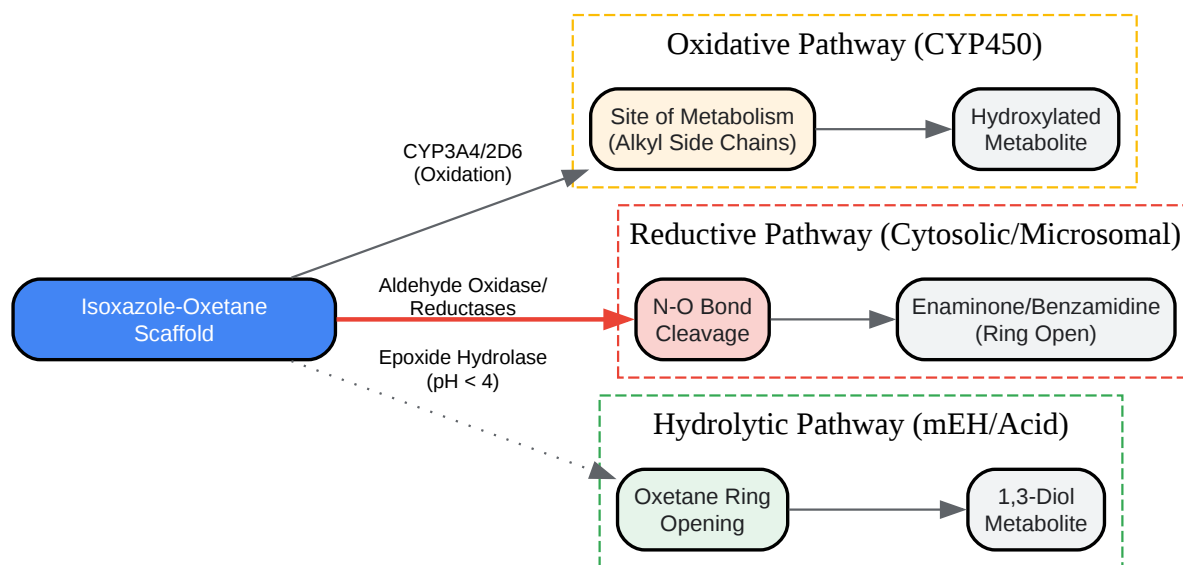 Oxidative Pathway (CYP450)
Site of Metabolism
(Alkyl Side Chains)
Hydroxylated
Metabolite
CYP3A4/2D6
(Oxidation)
Reductive Pathway (Cytosolic/Microsomal)
Isoxazole-Oxetane
Scaffold
Aldehyde Oxidase/
Reductases
N-O Bond
Cleavage
Enaminone/Benzamidine
(Ring Open)
Epoxide Hydrolase
(pH < 4)
Hydrolytic Pathway (mEH/Acid)
Oxetane Ring
Opening
1,3-Diol
Metabolite